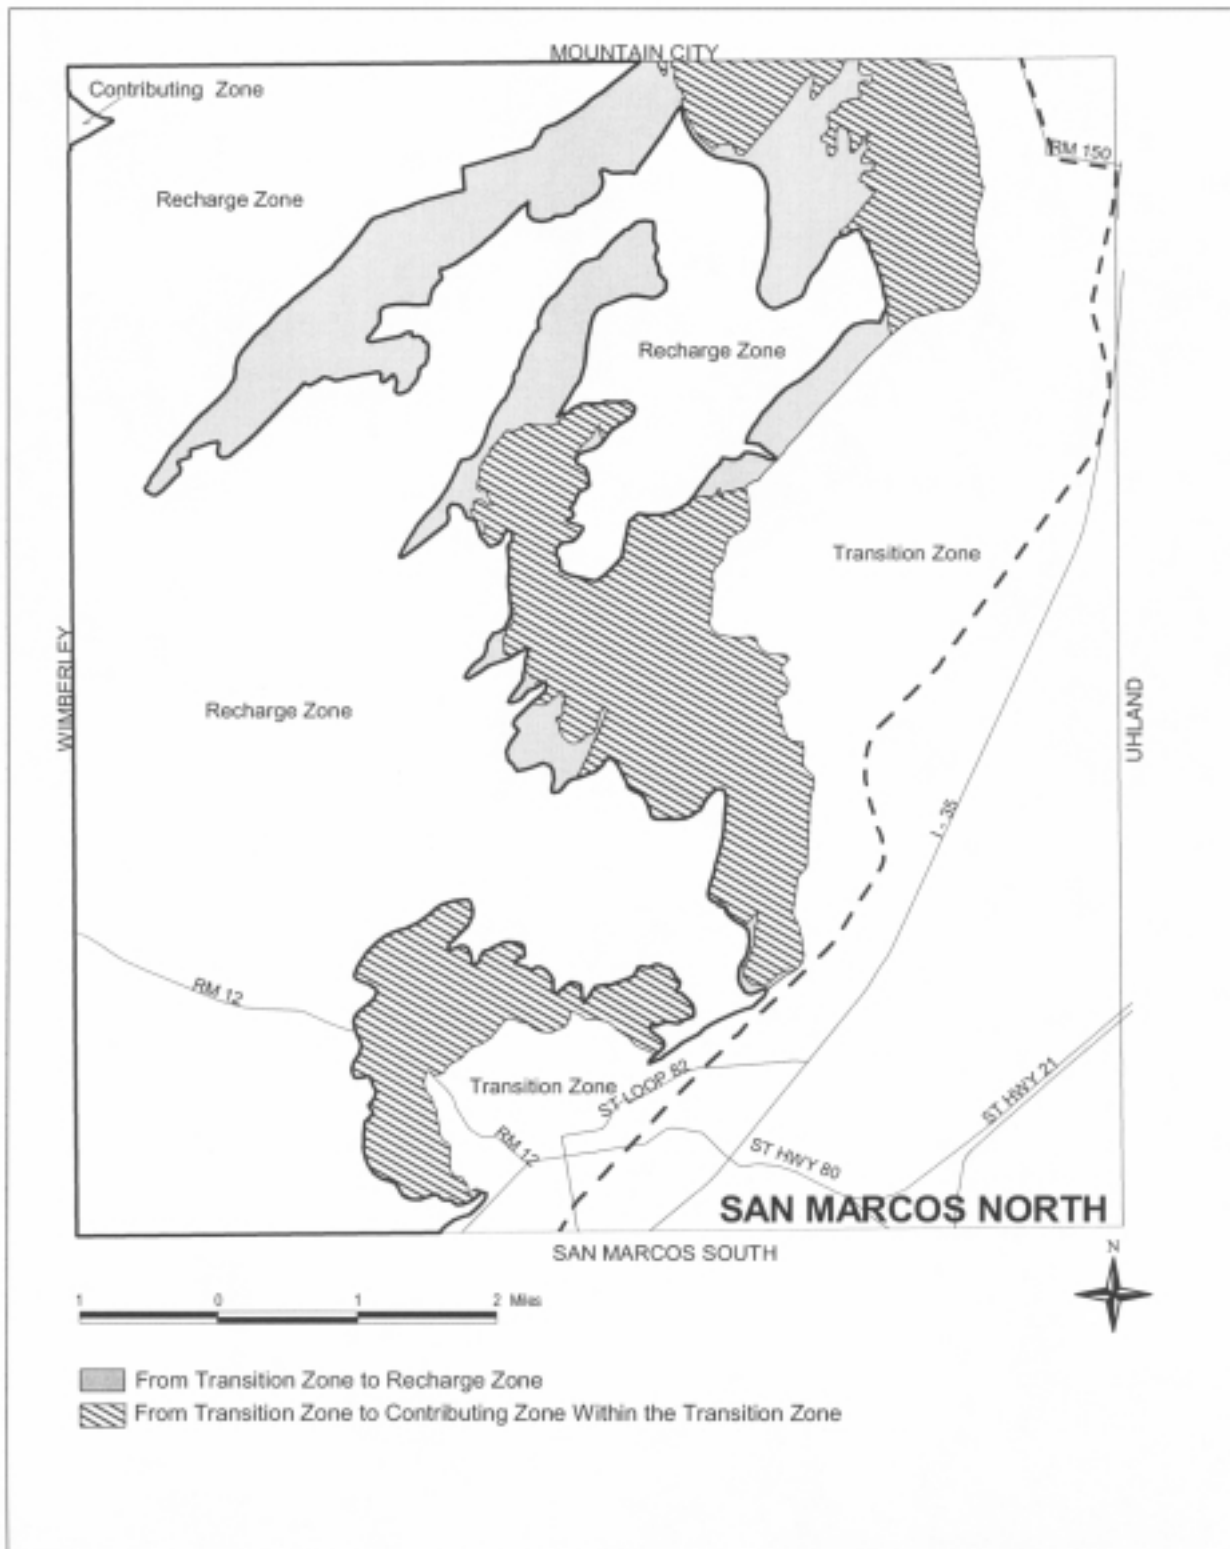 MOUNTAIN CITY
Contributing Zone
RM 150
Recharge Zone
Recharge Zone
Transition Zone
WIMBERLEY
Recharge Zone
UHLAND
I - 35
RM 12
Transition Zone
ST LOOP 82
ST HWY 21
RM 12
ST HWY 80
SAN MARCOS NORTH
SAN MARCOS SOUTH
N
1 0 1 2 Miles
From Transition Zone to Recharge Zone
From Transition Zone to Contributing Zone Within the Transition Zone